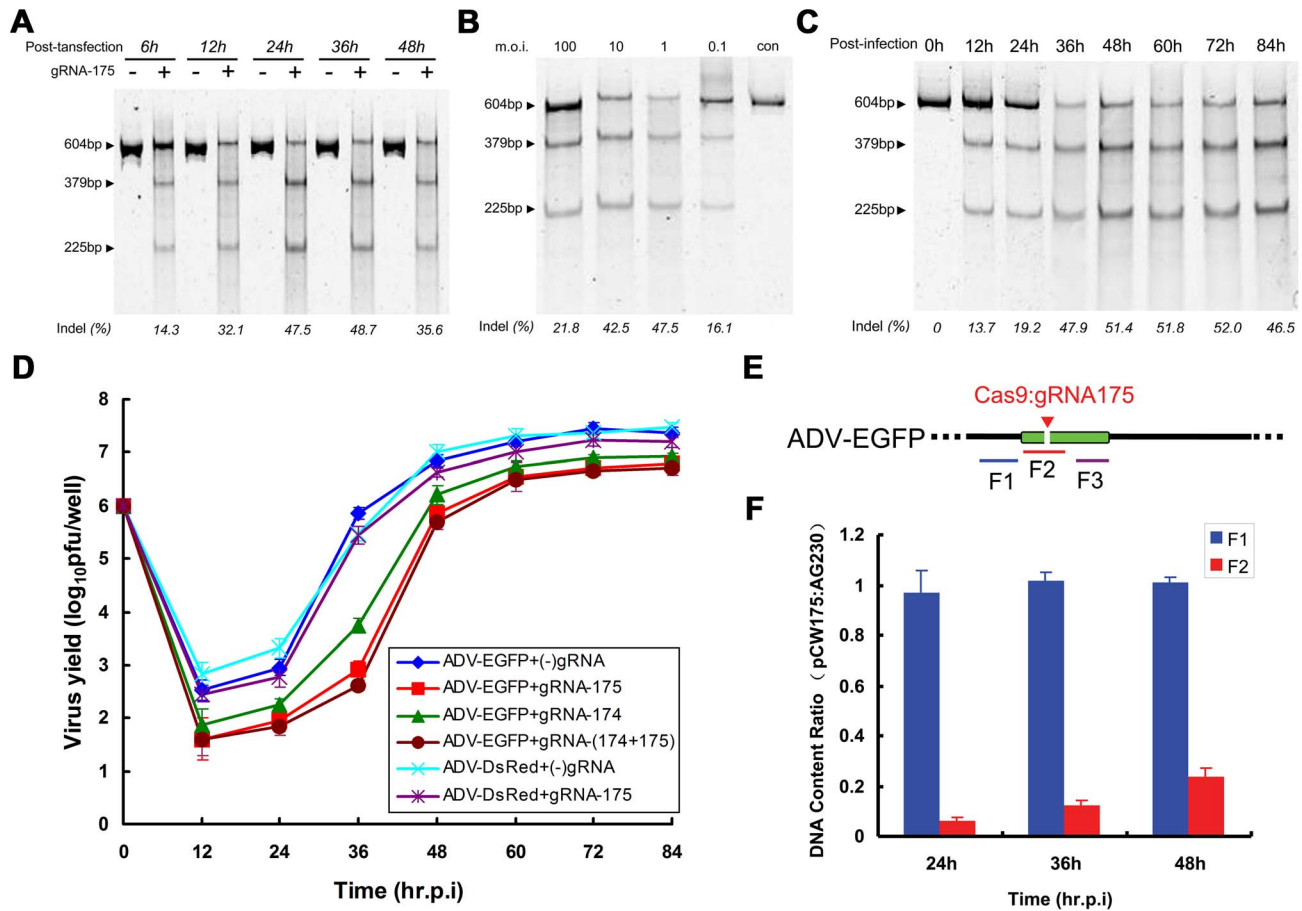 A
Post-tansfection 6h 12h 24h 36h 48h
gRNA-175 - + - + - + - + - +
604bp
379bp
225bp
Indel (%) 14.3 32.1 47.5 48.7 35.6
B
m.o.i. 100 10 1 0.1 con
604bp
379bp
225bp
Indel (%) 21.8 42.5 47.5 16.1
C
Post-infection 0h 12h 24h 36h 48h 60h 72h 84h
604bp
379bp
225bp
Indel (%) 0 13.7 19.2 47.9 51.4 51.8 52.0 46.5
D
Virus yield (log10pfu/well)
8
7
6
5
4
3
2
1
0
0 12 24 36 48 60 72 84
Time (hr.p.i)
ADV-EGFP+(-)gRNA
ADV-EGFP+gRNA-175
ADV-EGFP+gRNA-174
ADV-EGFP+gRNA-(174+175)
ADV-DsRed+(-)gRNA
ADV-DsRed+gRNA-175
E
Cas9:gRNA175
ADV-EGFP
F1 F2 F3
F
DNA Content Ratio（pCW175:AG230）
1.2
1
0.8
0.6
0.4
0.2
0
F1
F2
24h 36h 48h
Time (hr.p.i)